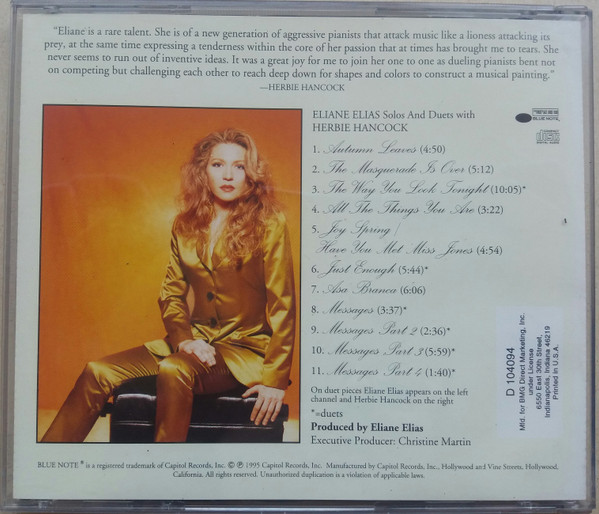 "Eliane is a rare talent. She is of a new generation of aggressive pianists that attack music like a lioness attacking its
prey, at the same time expressing a tenderness within the core of her passion that at times has brought me to tears. She
never seems to run out of inventive ideas. It was a great joy for me to join her one to one as dueling pianists bent not
on competing but challenging each other to reach deep down for shapes and colors to construct a musical painting."
—HERBIE HANCOCK
ELIANE ELIAS Solos And Duets with
HERBIE HANCOCK
1. Autumn Leaves (4:50)
2. The Masquerade Is Over (5:12)
3. The Way You Look Tonight (10:05)*
4. All The Things You Are (3:22)
5. Joy Spring /
Have You Met Miss Jones (4:54)
6. Just Enough (5:44)*
7. Asa Branca (6:06)
8. Messages (3:37)*
9. Messages Part 2 (2:36)*
10. Messages Part 3 (5:59)*
11. Messages Part 4 (1:40)*
On duet pieces Eliane Elias appears on the left
channel and Herbie Hancock on the right
*=duets
Produced by Eliane Elias
Executive Producer: Christine Martin
BLUE NOTE
COMPACT
disc
DIGITAL AUDIO
D 104094
Mfd. for BMG Direct Marketing, Inc.
under License
6550 East 30th Street,
Indianapolis, Indiana 46219
Printed in U.S.A.
BLUE NOTE ® is a registered trademark of Capitol Records, Inc. © ℗ 1995 Capitol Records, Inc. Manufactured by Capitol Records, Inc., Hollywood and Vine Streets, Hollywood,
California. All rights reserved. Unauthorized duplication is a violation of applicable laws.